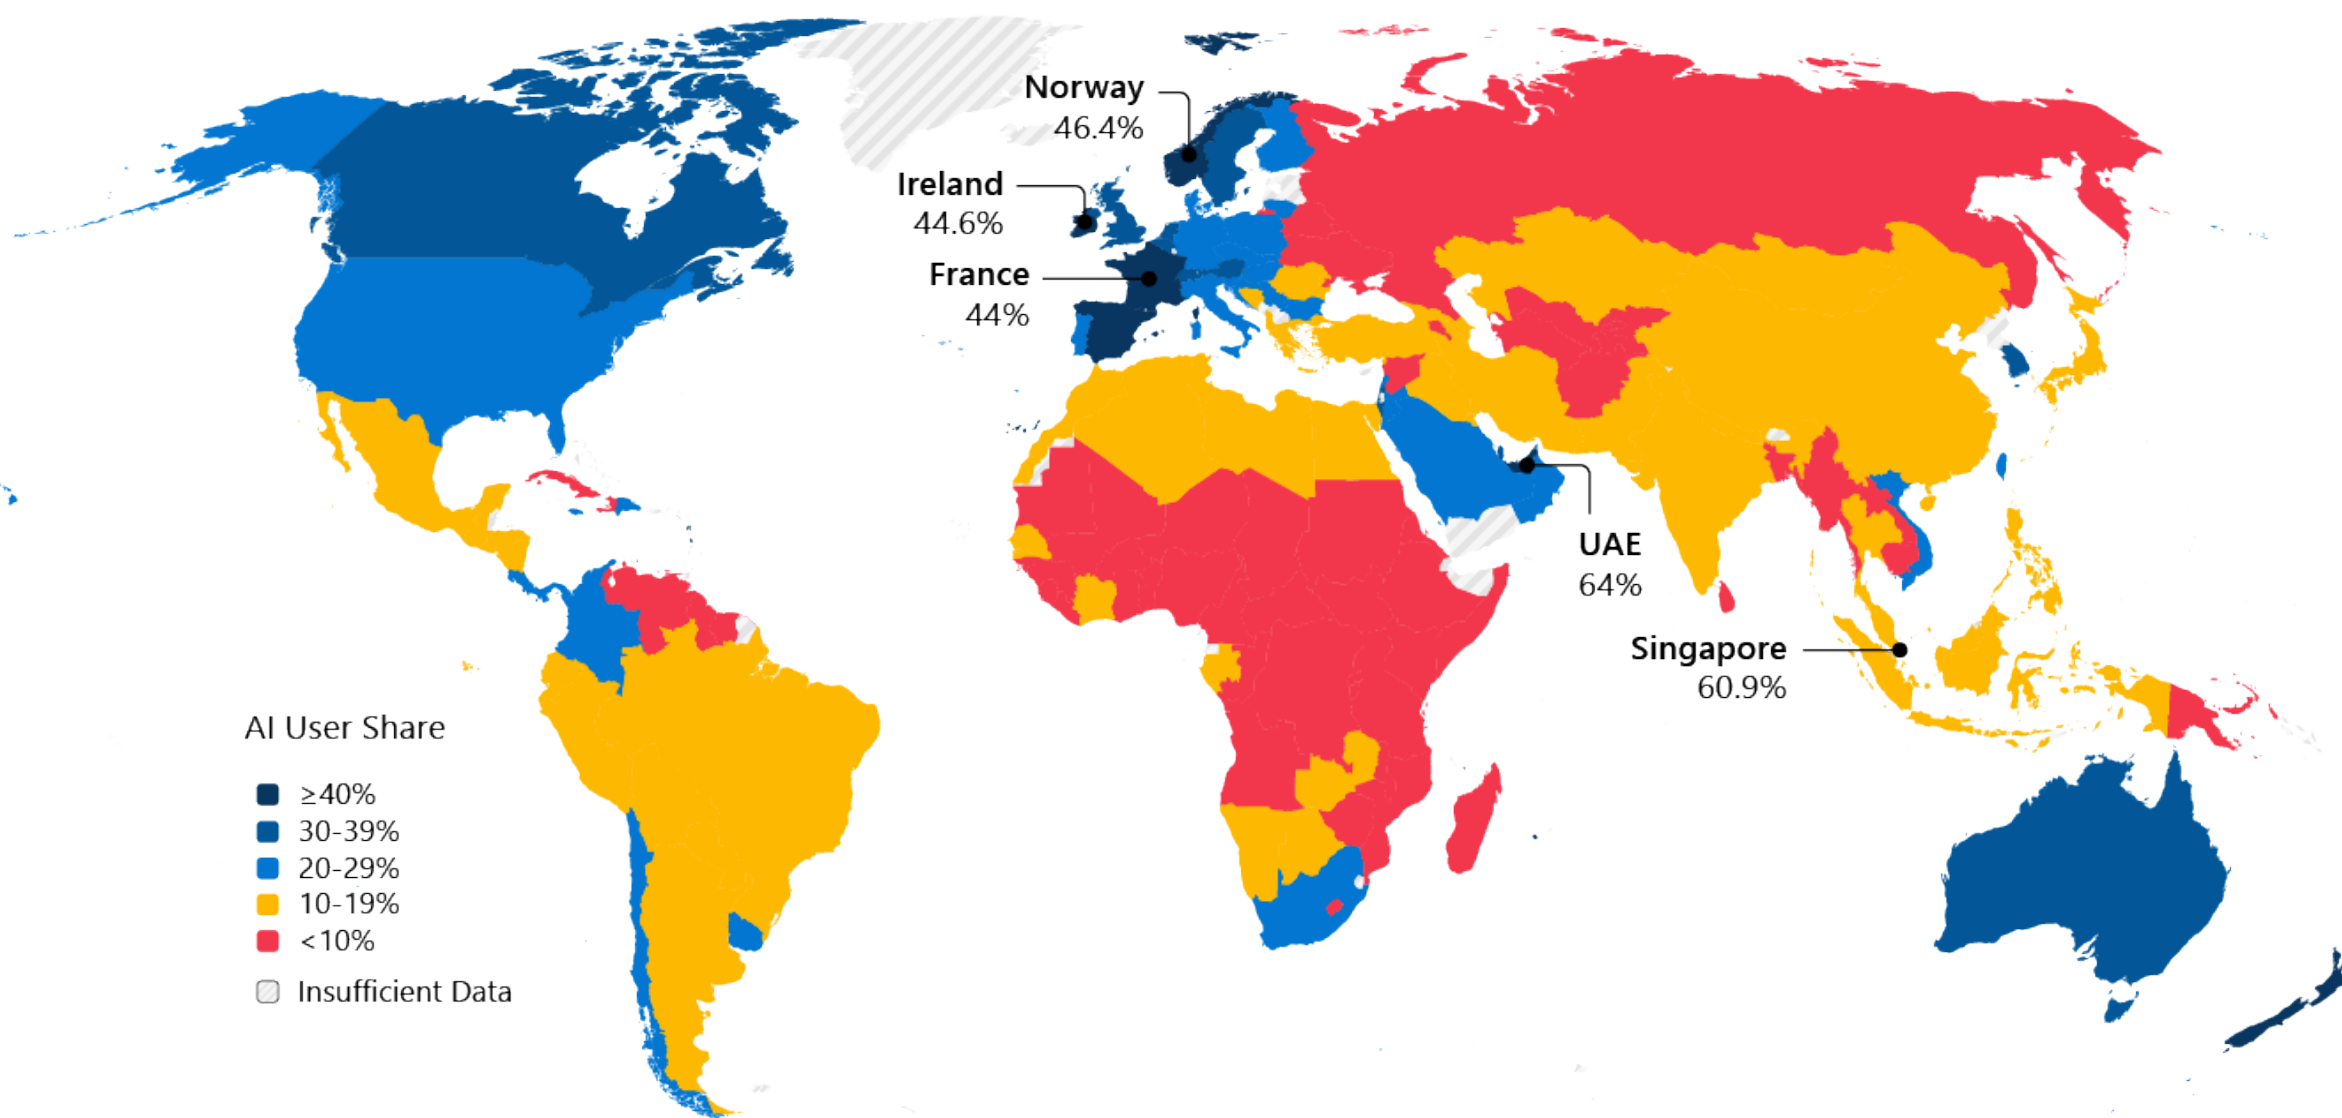 Norway
46.4%
Ireland
44.6%
France
44%
UAE
64%
Singapore
60.9%
AI User Share
≥40%
30-39%
20-29%
10-19%
<10%
Insufficient Data